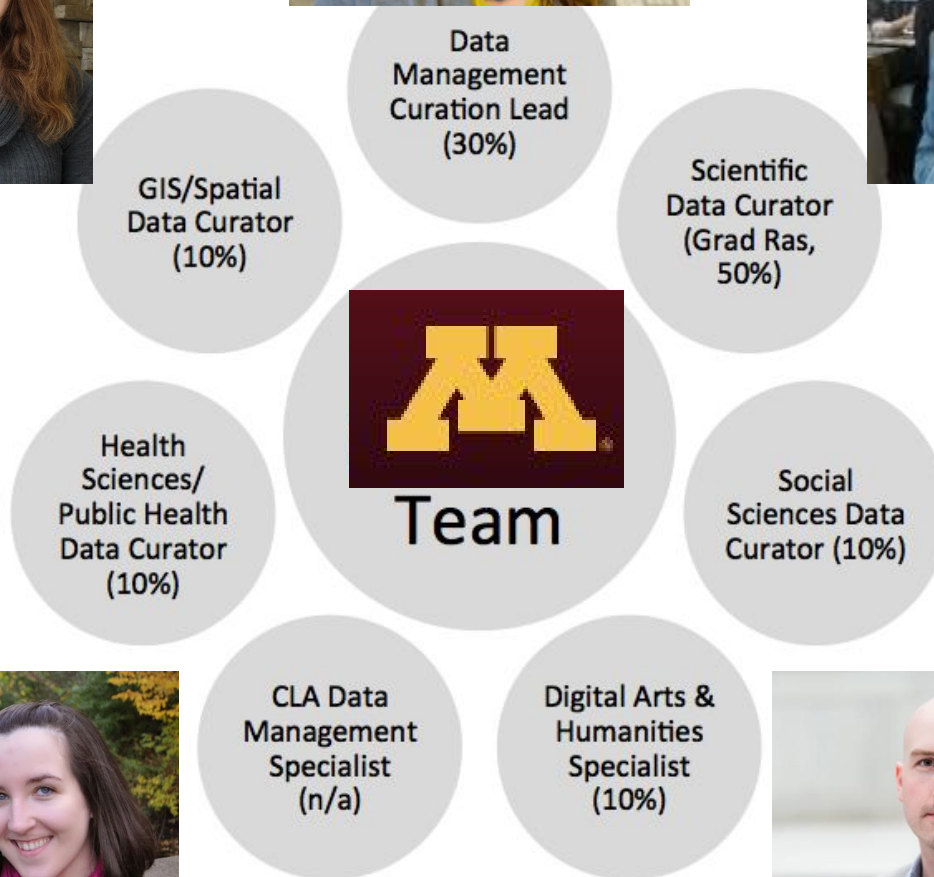 Data
Management
Curation Lead
(30%)
GIS/Spatial
Data Curator
(10%)
Scientific
Data Curator
(Grad Ras,
50%)
M
Team
Health
Sciences/
Public Health
Data Curator
(10%)
Social
Sciences Data
Curator (10%)
CLA Data
Management
Specialist
(n/a)
Digital Arts &
Humanities
Specialist
(10%)